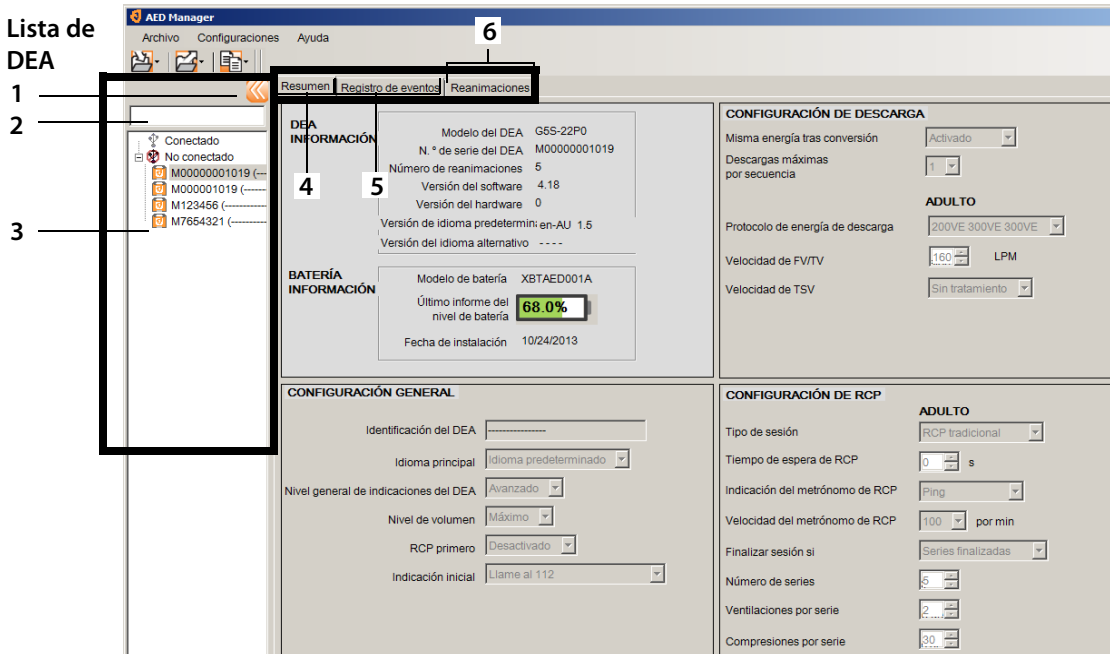 AED Manager
Archivo Configuraciones Ayuda
Lista de
DEA
1
2
3
Conectado
No conectado
M00000001019 (---
M000001019 (------
M123456 (-----------
M7654321 (----------
6
Resumen Registro de eventos Reanimaciones
4
5
DEA
INFORMACIÓN
Modelo del DEA G5S-22P0
N. º de serie del DEA M00000001019
Número de reanimaciones 5
Versión del software 4.18
Versión del hardware 0
Versión de idioma predetermin: en-AU 1.5
Versión del idioma alternativo ----
BATERÍA
INFORMACIÓN
Modelo de batería XBTAED001A
Último informe del
nivel de batería
68.0%
Fecha de instalación 10/24/2013
CONFIGURACIÓN DE DESCARGA
Misma energía tras conversión Activado
Descargas máximas
por secuencia
1
ADULTO
Protocolo de energía de descarga 200VE 300VE 300VE
Velocidad de FV/TV 160 LPM
Velocidad de TSV Sin tratamiento
CONFIGURACIÓN GENERAL
Identificación del DEA ----------------
Idioma principal Idioma predeterminado
Nivel general de indicaciones del DEA Avanzado
Nivel de volumen Máximo
RCP primero Desactivado
Indicación inicial Llame al 112
CONFIGURACIÓN DE RCP
ADULTO
Tipo de sesión RCP tradicional
Tiempo de espera de RCP 0 s
Indicación del metrónomo de RCP Ping
Velocidad del metrónomo de RCP 100 por min
Finalizar sesión si Series finalizadas
Número de series 5
Ventilaciones por serie 2
Compresiones por serie 30